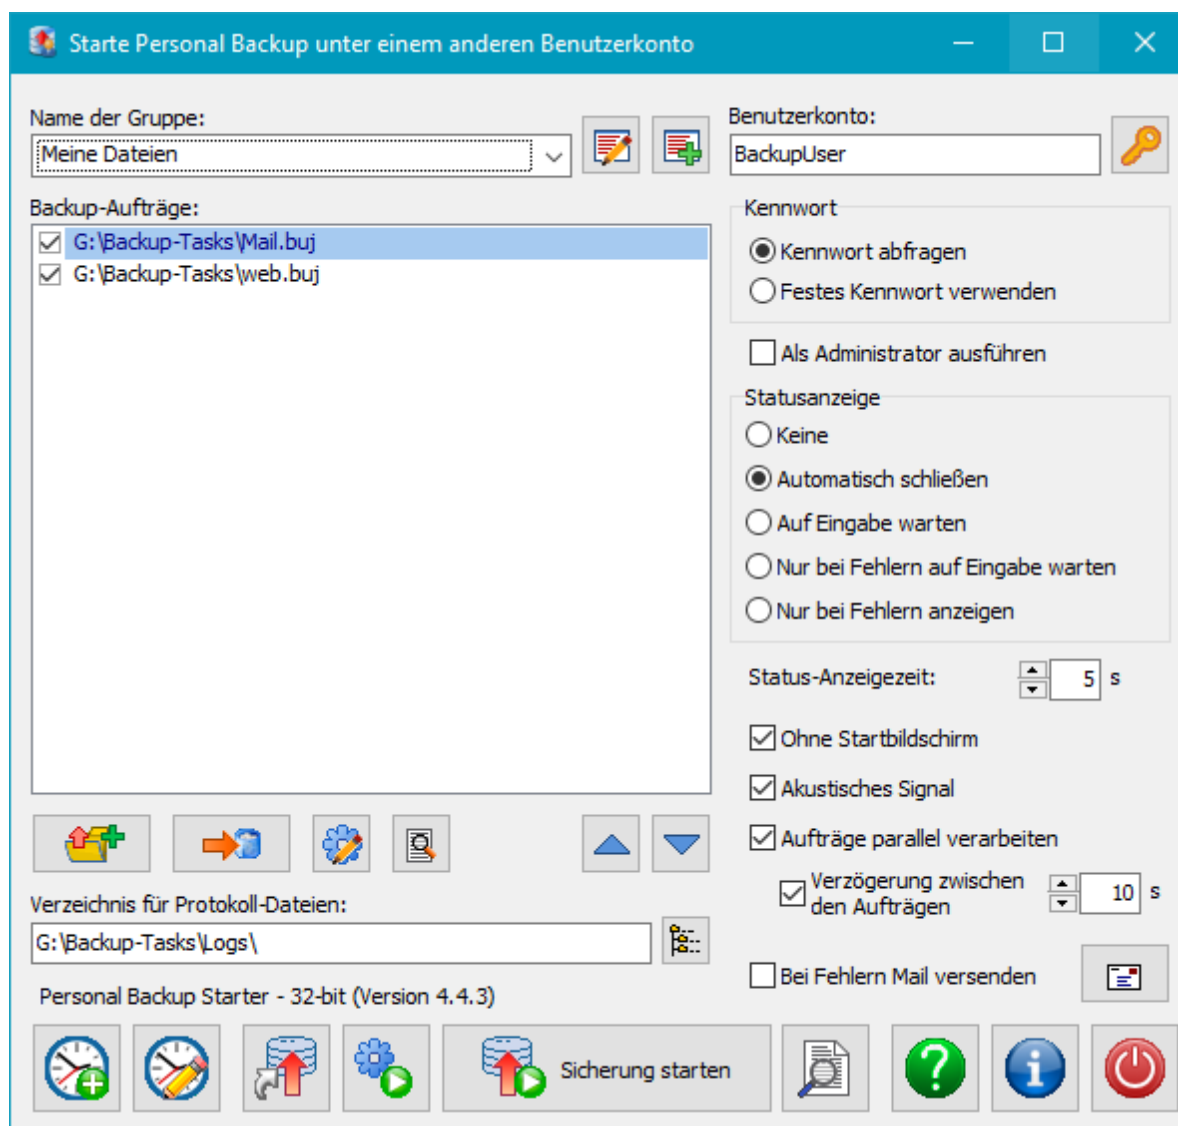 Starte Personal Backup unter einem anderen Benutzerkonto
Name der Gruppe:
Meine Dateien
Backup-Aufträge:
G:\Backup-Tasks\Mail.buj
G:\Backup-Tasks\web.buj
Verzeichnis für Protokoll-Dateien:
G:\Backup-Tasks\Logs\
Personal Backup Starter - 32-bit (Version 4.4.3)
Benutzerkonto:
BackupUser
Kennwort
Kennwort abfragen
Festes Kennwort verwenden
Als Administrator ausführen
Statusanzeige
Keine
Automatisch schließen
Auf Eingabe warten
Nur bei Fehlern auf Eingabe warten
Nur bei Fehlern anzeigen
Status-Anzeigezeit: 5 s
Ohne Startbildschirm
Akustisches Signal
Aufträge parallel verarbeiten
Verzögerung zwischen
den Aufträgen 10 s
Bei Fehlern Mail versenden
Sicherung starten